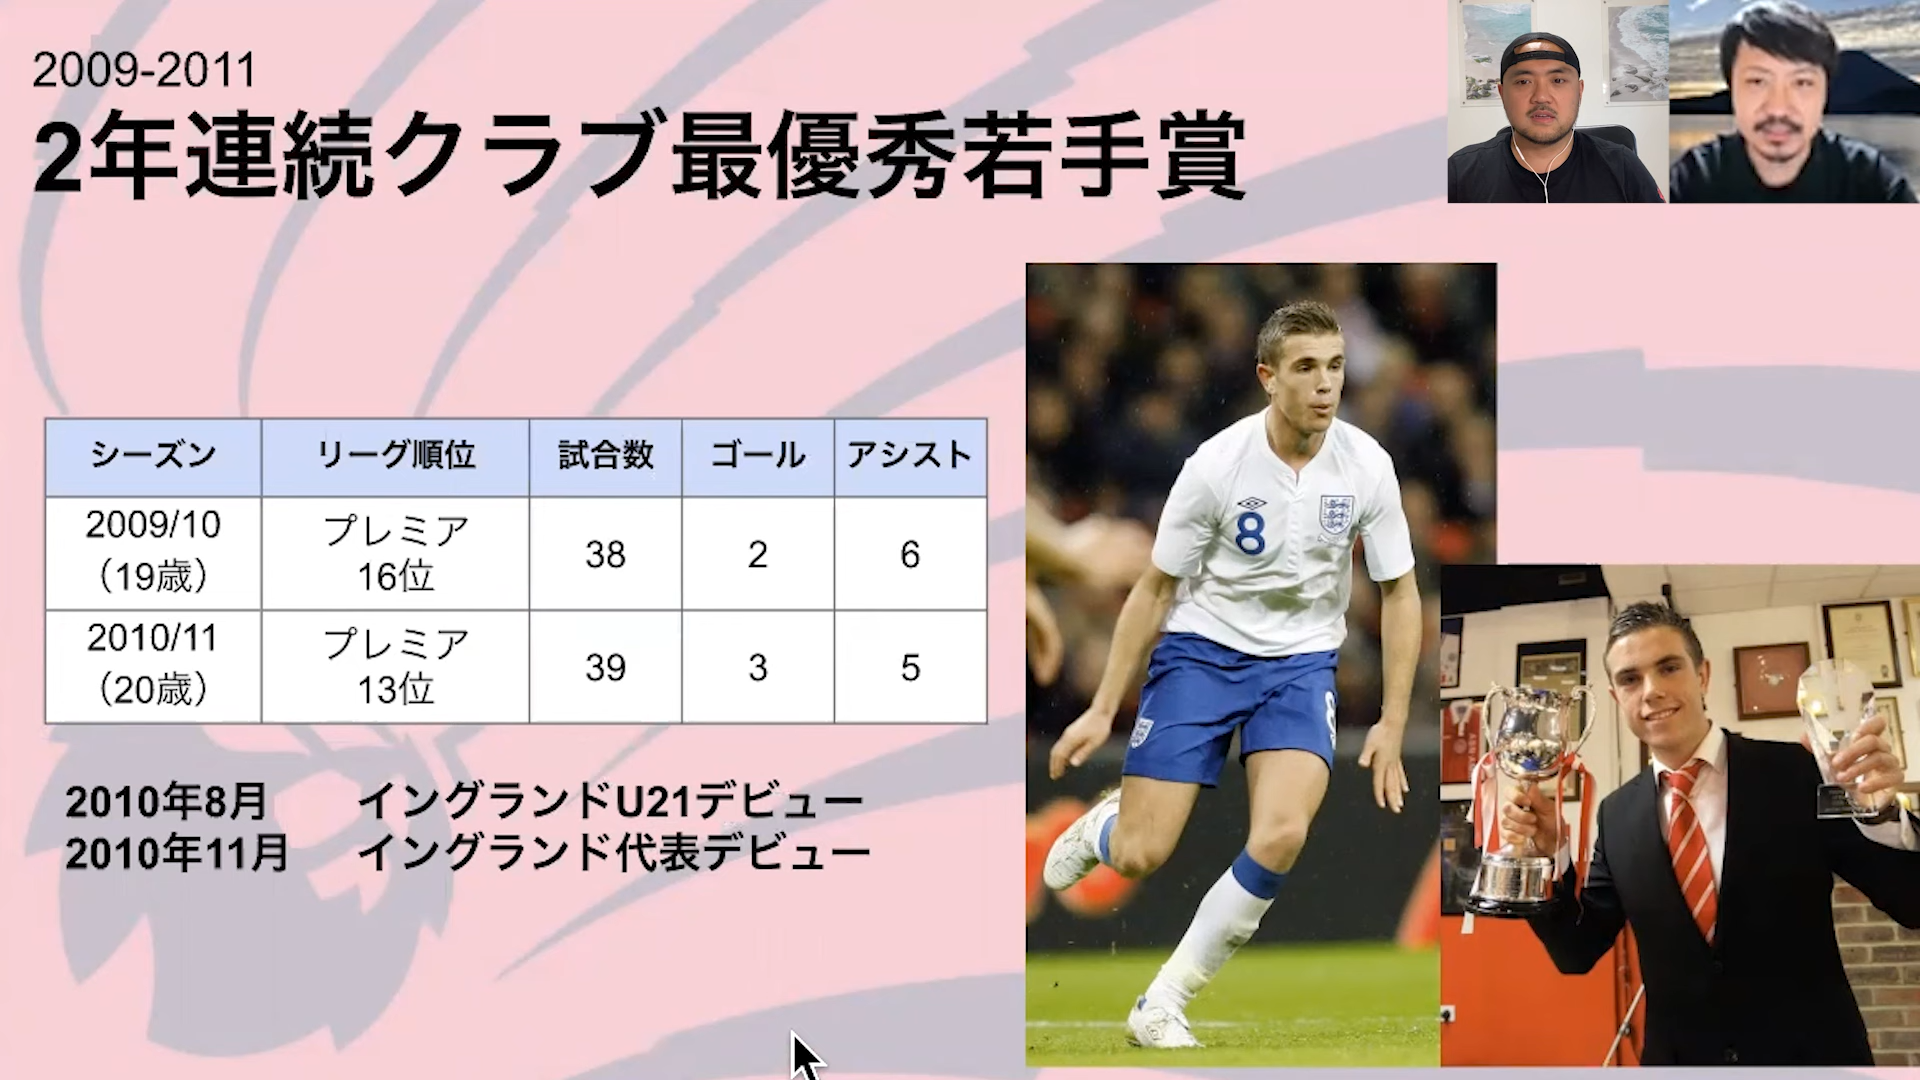 2009-2011
2年連続クラブ最優秀若手賞
シーズン リーグ順位 試合数 ゴール アシスト
2009/10
(19歳)
プレミア
16位
38
2
6
2010/11
(20歳)
プレミア
13位
39
3
5
2010年8月 イングランドU21デビュー
2010年11月 イングランド代表デビュー
8
8